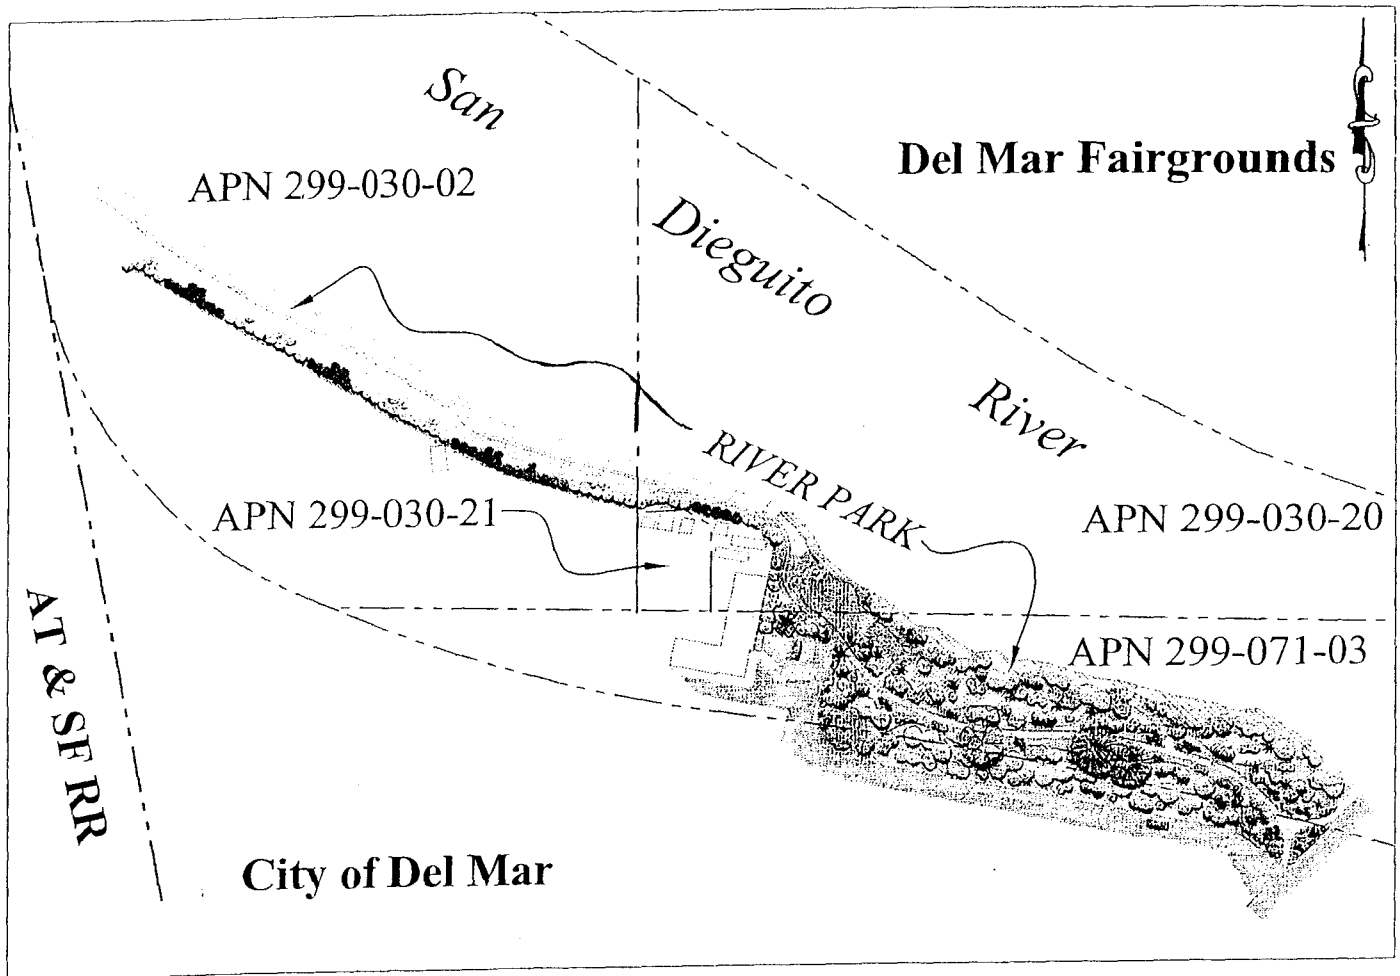 San
Dieguito
River
Del Mar Fairgrounds
APN 299-030-02
RIVER PARK
APN 299-030-21
APN 299-030-20
APN 299-071-03
AT & SF RR
City of Del Mar